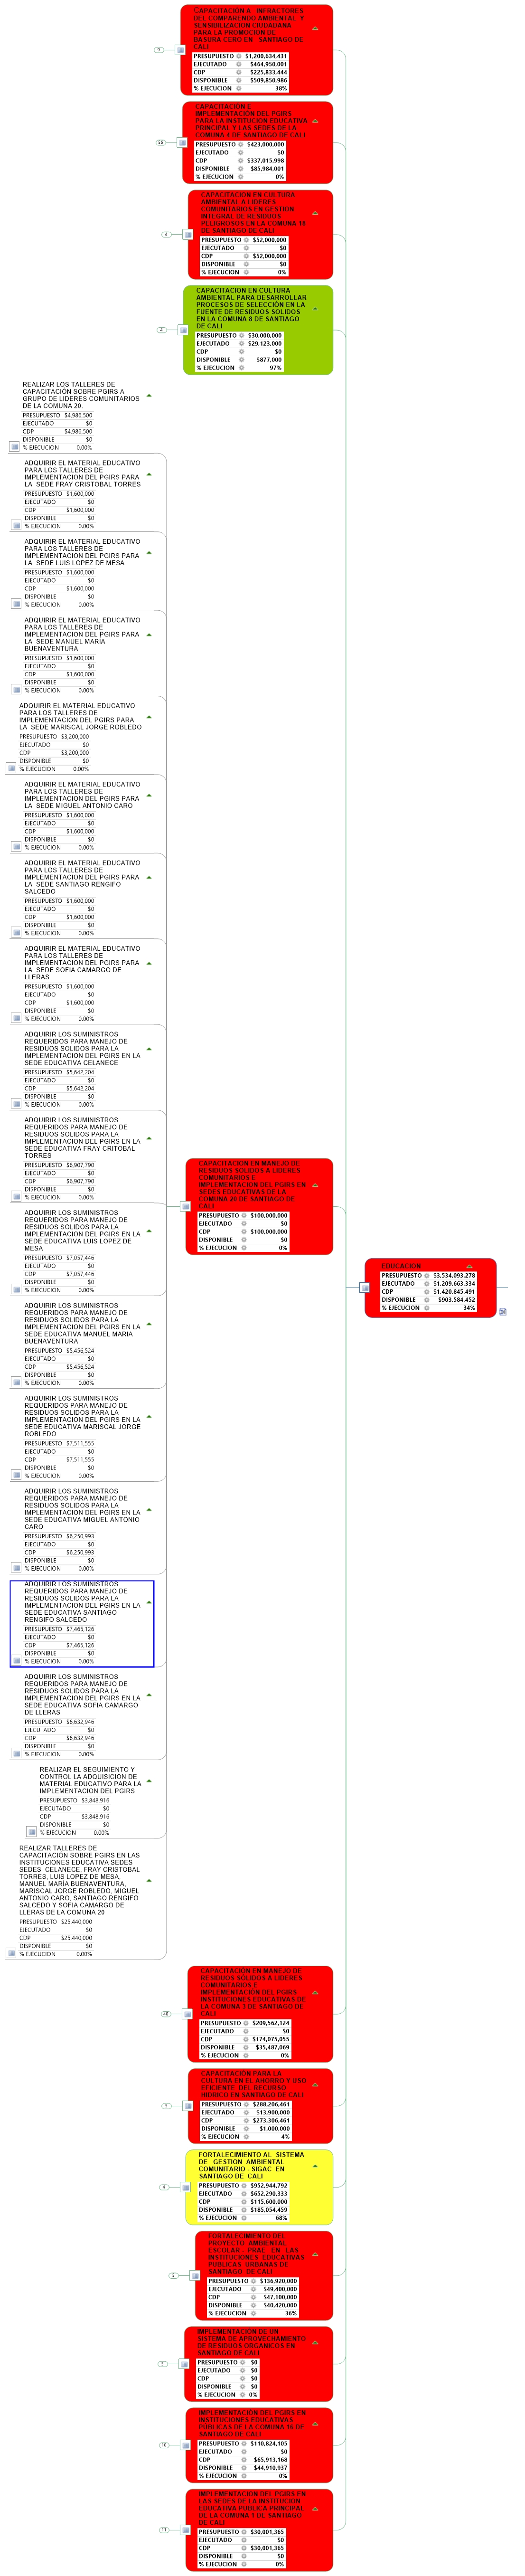 CAPACITACION A: INFRACTORES
DEL COMPARENDO AMBIENTAL Y
SENSIBILIZACION CIUDADANA
PARA LA PROMOCION DE
BASURA CERO EN SANTIAGO DE
CALI
PRESUPUESTO $1,200,634,431
EJECUTADO $464,950,001
CDP $225,833,444
DISPONIBLE $509,850,986
% EJECUCION 38%
9
CAPACITACIÓN E
IMPLEMENTACION DEL PGIRS
PARA LA INSTITUCION EDUCATIVA
PRINCIPAL Y LAS SEDES DE LA
COMUNA 4 DE SANTIAGO DE CALI
PRESUPUESTO $423,000,000
EJECUTADO $0
CDP $337,015,998
DISPONIBLE $85,984,001
% EJECUCION 0%
38
CAPACITACION EN CULTURA
AMBIENTAL A LIDERES
COMUNITARIOS EN GESTION
INTEGRAL DE RESIDUOS
PELIGROSOS EN LA COMUNA 18
DE SANTIAGO DE CALI
PRESUPUESTO $52,000,000
EJECUTADO $0
CDP $52,000,000
DISPONIBLE $0
% EJECUCION 0%
4
CAPACITACION EN CULTURA
AMBIENTAL PARA DESARROLLAR
PROCESOS DE SELECCIÓN EN LA
FUENTE DE RESIDUOS SOLIDOS
EN LA COMUNA 8 DE SANTIAGO
DE CALI
PRESUPUESTO $30,000,000
EJECUTADO $29,123,000
CDP $0
DISPONIBLE $877,000
% EJECUCION 97%
4
REALIZAR LOS TALLERES DE
CAPACITACIÓN SOBRE PGIRS A
GRUPO DE LIDERES COMUNITARIOS
DE LA COMUNA 20
PRESUPUESTO $4,986,500
EJECUTADO $0
CDP $4,986,500
DISPONIBLE $0
% EJECUCION 0.00%
ADQUIRIR EL MATERIAL EDUCATIVO
PARA LOS TALLERES DE
IMPLEMENTACION DEL PGIRS PARA
LA SEDE FRAY CRISTOBAL TORRES
PRESUPUESTO $1,600,000
EJECUTADO $0
CDP $1,600,000
DISPONIBLE $0
% EJECUCION 0.00%
ADQUIRIR EL MATERIAL EDUCATIVO
PARA LOS TALLERES DE
IMPLEMENTACION DEL PGIRS PARA
LA SEDE LUIS LOPEZ DE MESA
PRESUPUESTO $1,600,000
EJECUTADO $0
CDP $1,600,000
DISPONIBLE $0
% EJECUCION 0.00%
ADQUIRIR EL MATERIAL EDUCATIVO
PARA LOS TALLERES DE
IMPLEMENTACION DEL PGIRS PARA
LA SEDE MANUEL MARÍA
BUENAVENTURA
PRESUPUESTO $1,600,000
EJECUTADO $0
CDP $1,600,000
DISPONIBLE $0
% EJECUCION 0.00%
ADQUIRIR EL MATERIAL EDUCATIVO
PARA LOS TALLERES DE
IMPLEMENTACION DEL PGIRS PARA
LA SEDE MARISCAL JORGE ROBLEDO
PRESUPUESTO $3,200,000
EJECUTADO $0
CDP $3,200,000
DISPONIBLE $0
% EJECUCION 0.00%
ADQUIRIR EL MATERIAL EDUCATIVO
PARA LOS TALLERES DE
IMPLEMENTACION DEL PGIRS PARA
LA SEDE MIGUEL ANTONIO CARO
PRESUPUESTO $1,600,000
EJECUTADO $0
CDP $1,600,000
DISPONIBLE $0
% EJECUCION 0.00%
ADQUIRIR EL MATERIAL EDUCATIVO
PARA LOS TALLERES DE
IMPLEMENTACION DEL PGIRS PARA
LA SEDE SANTIAGO RENGIFO
SALCEDO
PRESUPUESTO $1,600,000
EJECUTADO $0
CDP $1,600,000
DISPONIBLE $0
% EJECUCION 0.00%
ADQUIRIR EL MATERIAL EDUCATIVO
PARA LOS TALLERES DE
IMPLEMENTACION DEL PGIRS PARA
LA SEDE SOFIA CAMARGO DE
LLERAS
PRESUPUESTO $1,600,000
EJECUTADO $0
CDP $1,600,000
DISPONIBLE $0
% EJECUCION 0.00%
ADQUIRIR LOS SUMINISTROS
REQUERIDOS PARA MANEJO DE
RESIDUOS SOLIDOS PARA LA
IMPLEMENTACION DEL PGIRS EN LA
SEDE EDUCATIVA CELANECE
PRESUPUESTO $5,642,204
EJECUTADO $0
CDP $5,642,204
DISPONIBLE $0
% EJECUCION 0.00%
ADQUIRIR LOS SUMINISTROS
REQUERIDOS PARA MANEJO DE
RESIDUOS SOLIDOS PARA LA
IMPLEMENTACION DEL PGIRS EN LA
SEDE EDUCATIVA FRAY CRITOBAL
TORRES
PRESUPUESTO $6,907,790
EJECUTADO $0
CDP $6,907,790
DISPONIBLE $0
% EJECUCION 0.00%
ADQUIRIR LOS SUMINISTROS
REQUERIDOS PARA MANEJO DE
RESIDUOS SOLIDOS PARA LA
IMPLEMENTACION DEL PGIRS EN LA
SEDE EDUCATIVA LUIS LOPEZ DE
MESA
PRESUPUESTO $7,057,446
EJECUTADO $0
CDP $7,057,446
DISPONIBLE $0
% EJECUCION 0.00%
ADQUIRIR LOS SUMINISTROS
REQUERIDOS PARA MANEJO DE
RESIDUOS SOLIDOS PARA LA
IMPLEMENTACION DEL PGIRS EN LA
SEDE EDUCATIVA MANUEL MARIA
BUENAVENTURA
PRESUPUESTO $5,456,524
EJECUTADO $0
CDP $5,456,524
DISPONIBLE $0
% EJECUCION 0.00%
ADQUIRIR LOS SUMINISTROS
REQUERIDOS PARA MANEJO DE
RESIDUOS SOLIDOS PARA LA
IMPLEMENTACION DEL PGIRS EN LA
SEDE EDUCATIVA MARISCAL JORGE
ROBLEDO
PRESUPUESTO $7,511,555
EJECUTADO $0
CDP $7,511,555
DISPONIBLE $0
% EJECUCION 0.00%
ADQUIRIR LOS SUMINISTROS
REQUERIDOS PARA MANEJO DE
RESIDUOS SOLIDOS PARA LA
IMPLEMENTACION DEL PGIRS EN LA
SEDE EDUCATIVA MIGUEL ANTONIO
CARO
PRESUPUESTO $6,250,993
EJECUTADO $0
CDP $6,250,993
DISPONIBLE $0
% EJECUCION 0.00%
ADQUIRIR LOS SUMINISTROS
REQUERIDOS PARA MANEJO DE
RESIDUOS SOLIDOS PARA LA
IMPLEMENTACION DEL PGIRS EN LA
SEDE EDUCATIVA SANTIAGO
RENGIFO SALCEDO
PRESUPUESTO $7,465,126
EJECUTADO $0
CDP $7,465,126
DISPONIBLE $0
% EJECUCION 0.00%
ADQUIRIR LOS SUMINISTROS
REQUERIDOS PARA MANEJO DE
RESIDUOS SOLIDOS PARA LA
IMPLEMENTACION DEL PGIRS EN LA
SEDE EDUCATIVA SOFIA CAMARGO
DE LLERAS
PRESUPUESTO $6,632,946
EJECUTADO $0
CDP $6,632,946
DISPONIBLE $0
% EJECUCION 0.00%
REALIZAR EL SEGUIMIENTO Y
CONTROL LA ADQUISICION DE
MATERIAL EDUCATIVO PARA LA
IMPLEMENTACION DEL PGIRS
PRESUPUESTO $3,848,916
EJECUTADO $0
CDP $3,848,916
DISPONIBLE $0
% EJECUCION 0.00%
REALIZAR TALLERES DE
CAPACITACIÓN SOBRE PGIRS EN LAS
INSTITUCIONES EDUCATIVA SEDES
SEDES CELANECE, FRAY CRISTOBAL
TORRES, LUIS LOPEZ DE MESA,
MANUEL MARÍA BUENAVENTURA,
MARISCAL JORGE ROBLEDO, MIGUEL
ANTONIO CARO, SANTIAGO RENGIFO
SALCEDO Y SOFIA CAMARGO DE
LLERAS DE LA COMUNA 20
PRESUPUESTO $25,440,000
EJECUTADO $0
CDP $25,440,000
DISPONIBLE $0
% EJECUCION 0.00%
CAPACITACION EN MANEJO DE
RESIDUOS SOLIDOS A LIDERES
COMUNITARIOS E
IMPLEMENTACION DEL PGIRS EN
SEDES EDUCATIVAS DE LA
COMUNA 20 DE SANTIAGO DE
CALI
PRESUPUESTO $100,000,000
EJECUTADO $0
CDP $100,000,000
DISPONIBLE $0
% EJECUCION 0%
EDUCACION
PRESUPUESTO $3,534,093,278
EJECUTADO $1,209,663,334
CDP $1,420,845,491
DISPONIBLE $903,584,452
% EJECUCION 34%
CAPACITACIÓN EN MANEJO DE
RESIDUOS SOLIDOS A LIDERES
COMUNITARIOS E
IMPLEMENTACIÓN DEL PGIRS
INSTITUCIONES EDUCATIVAS DE
LA COMUNA 3 DE SANTIAGO DE
CALI
PRESUPUESTO $209,562,124
EJECUTADO $0
CDP $174,075,055
DISPONIBLE $35,487,069
% EJECUCION 0%
40
CAPACITACIÓN PARA LA
CULTURA EN EL AHORRO Y USO
EFICIENTE DEL RECURSO
HIDRICO EN SANTIAGO DE CALI
PRESUPUESTO $288,206,461
EJECUTADO $13,900,000
CDP $273,306,461
DISPONIBLE $1,000,000
% EJECUCION 4%
5
FORTALECIMIENTO AL SISTEMA
DE GESTION AMBIENTAL
COMUNITARIO - SIGAC EN
SANTIAGO DE CALI
PRESUPUESTO $952,944,792
EJECUTADO $652,290,333
CDP $115,600,000
DISPONIBLE $185,054,459
% EJECUCION 68%
4
FORTALECIMIENTO DEL
PROYECTO AMBIENTAL
ESCOLAR PRAE EN LAS
INSTITUCIONES EDUCATIVAS
PUBLICAS URBANAS DE
SANTIAGO DE CALI
PRESUPUESTO $136,920,000
EJECUTADO $49,400,000
CDP $47,100,000
DISPONIBLE $40,420,000
% EJECUCION 36%
IMPLEMENTACIÓN DE UN
SISTEMA DE APROVECHAMIENTO
DE RESIDUOS ORGANICOS EN
SANTIAGO DE CALI
PRESUPUESTO $0
EJECUTADO $0
CDP $0
DISPONIBLE $0
% EJECUCION 0%
5
IMPLEMENTACIÓN DEL PGIRS EN
INSTITUCIONES EDUCATIVAS
PUBLICAS DE LA COMUNA 16 DE
SANTIAGO DE CALI
PRESUPUESTO $110,824,105
EJECUTADO $0
CDP $65,913,168
DISPONIBLE $44,910,937
% EJECUCION 0%
10
IMPLEMENTACION DEL PGIRS EN
LAS SEDES DE LA INSTITUCION
EDUCATIVA PUBLICA PRINCIPAL
DE LA COMUNA 1 DE SANTIAGO
DE CALI
PRESUPUESTO $30,001,365
EJECUTADO $0
CDP $30,001,365
DISPONIBLE $0
% EJECUCION 0%
11